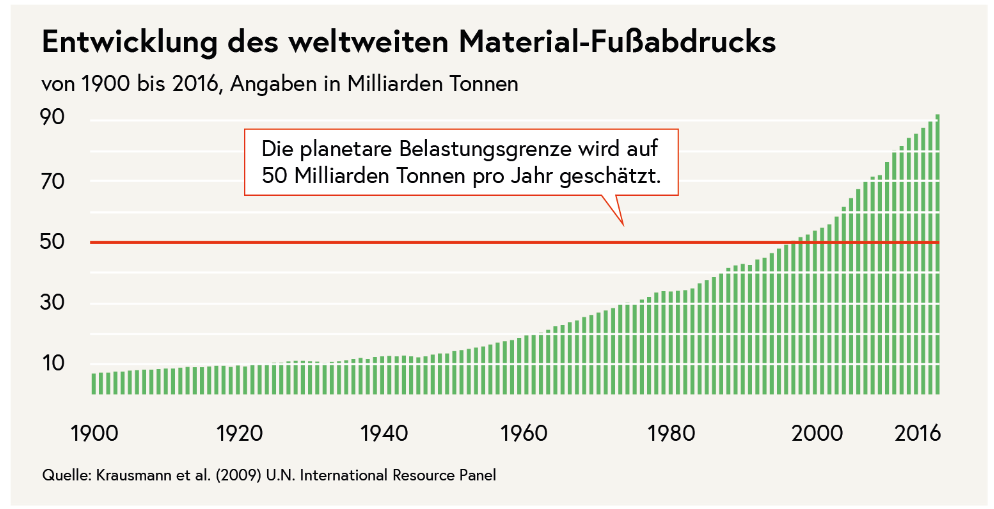 Entwicklung des weltweiten Material-Fußabdrucks
von 1900 bis 2016, Angaben in Milliarden Tonnen
90
Die planetare Belastungsgrenze wird auf
50 Milliarden Tonnen pro Jahr geschätzt.
70
50
30
10
1900 1920 1940 1960 1980 2000 2016
Quelle: Krausmann et al. (2009) U.N. International Resource Panel